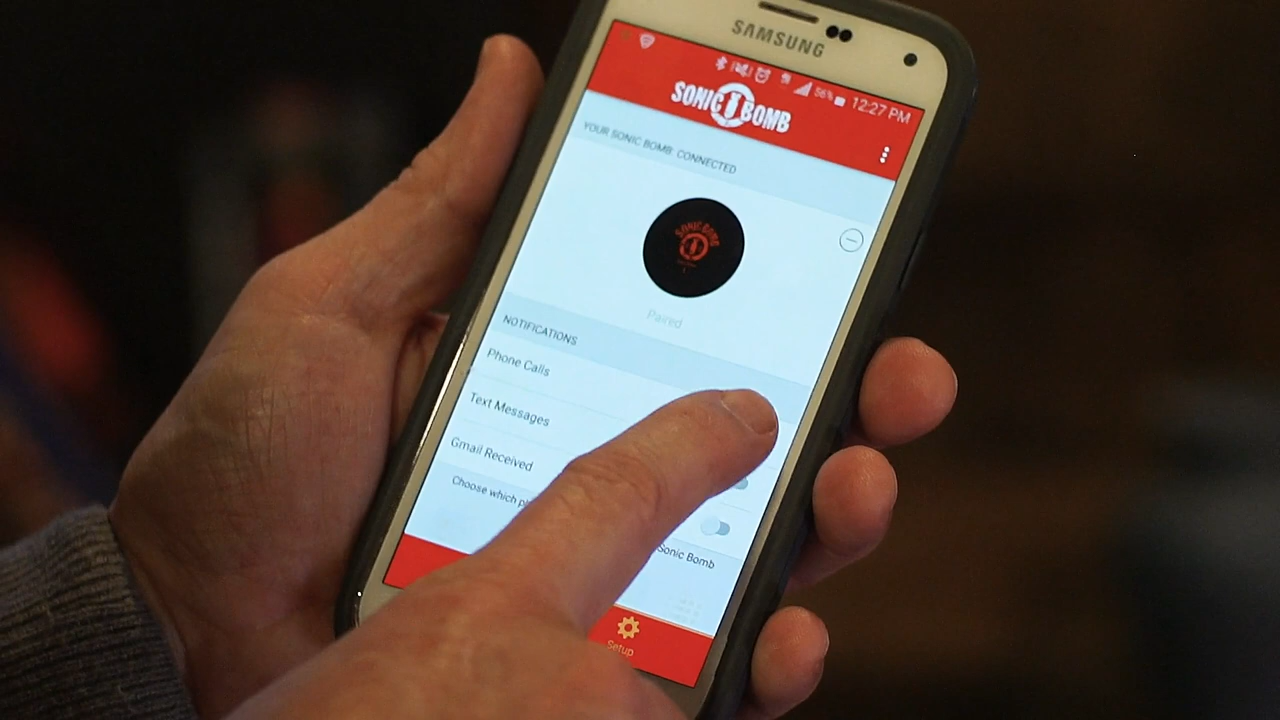 SAMSUNG
56% 12:27 PM
SONIC BOMB
YOUR SONIC BOMB: CONNECTED
SONIC BOMB
Paired
NOTIFICATIONS
Phone Calls
Text Messages
Gmail Received
Choose which
Sonic Bomb
Setup